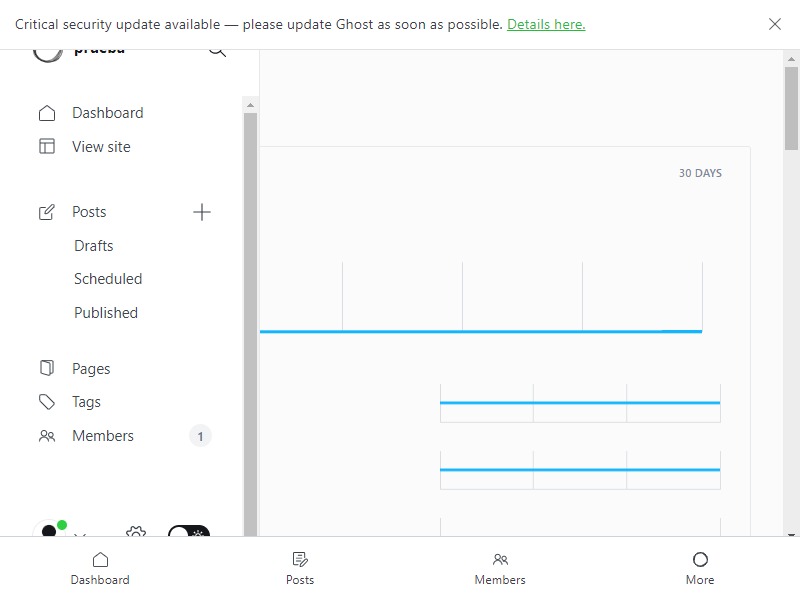 Critical security update available — please update Ghost as soon as possible. Details here.
prueba
Dashboard
View site
Posts
Drafts
Scheduled
Published
Pages
Tags
Members 1
30 DAYS
Dashboard Posts Members More